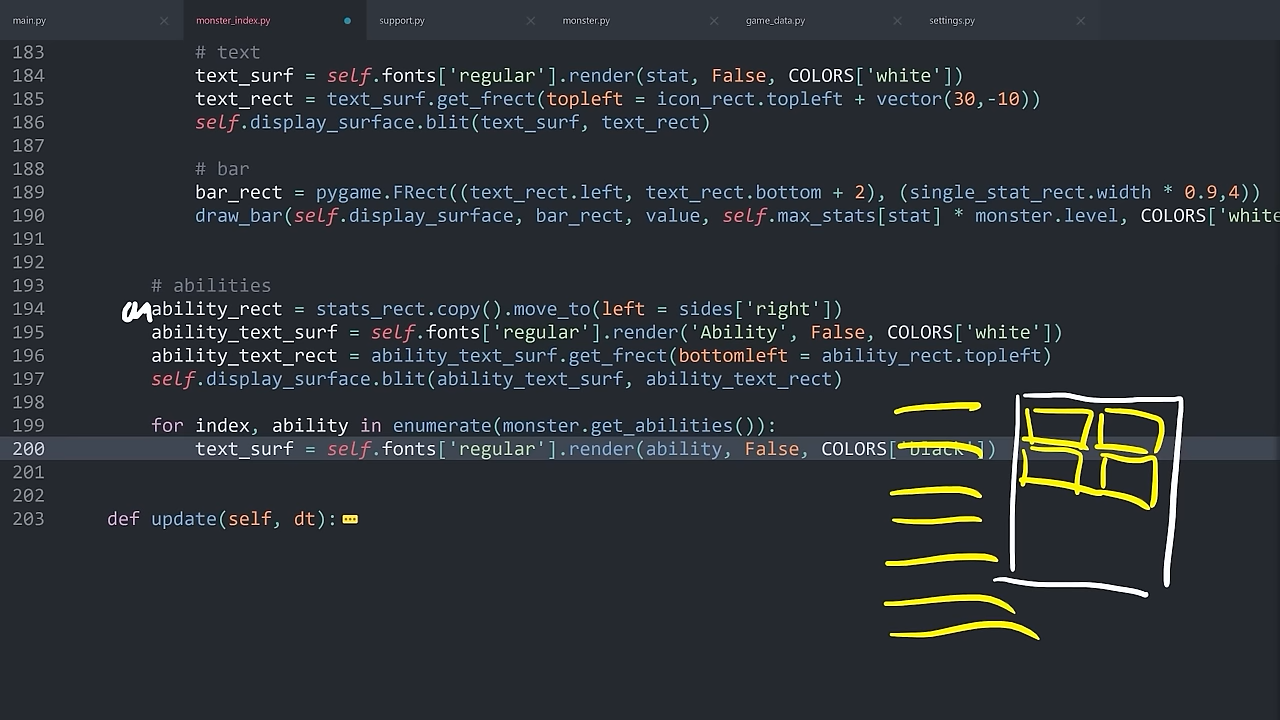 main.py monster_index.py support.py monster.py game_data.py settings.py
183 # text
184 text_surf = self.fonts['regular'].render(stat, False, COLORS['white'])
185 text_rect = text_surf.get_frect(topleft = icon_rect.topleft + vector(30,-10))
186 self.display_surface.blit(text_surf, text_rect)
187
188 # bar
189 bar_rect = pygame.FRect((text_rect.left, text_rect.bottom + 2), (single_stat_rect.width * 0.9,4))
190 draw_bar(self.display_surface, bar_rect, value, self.max_stats[stat] * monster.level, COLORS['white
191
192
193 # abilities
194 ability_rect = stats_rect.copy().move_to(left = sides['right'])
195 ability_text_surf = self.fonts['regular'].render('Ability', False, COLORS['white'])
196 ability_text_rect = ability_text_surf.get_frect(bottomleft = ability_rect.topleft)
197 self.display_surface.blit(ability_text_surf, ability_text_rect)
198
199 for index, ability in enumerate(monster.get_abilities()):
200 text_surf = self.fonts['regular'].render(ability, False, COLORS['black'])
201
202
203 def update(self, dt):